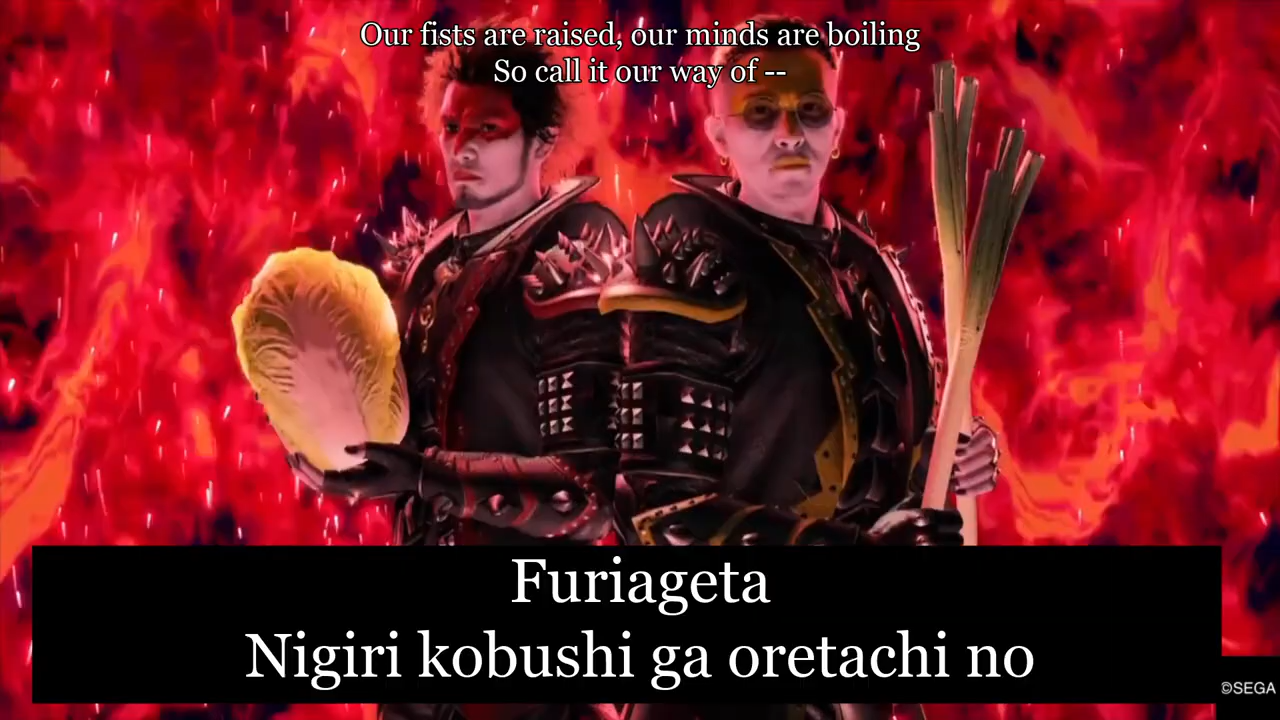 Our fists are raised, our minds are boiling
So call it our way of --
Furiageta
Nigiri kobushi ga oretachi no
©SEGA